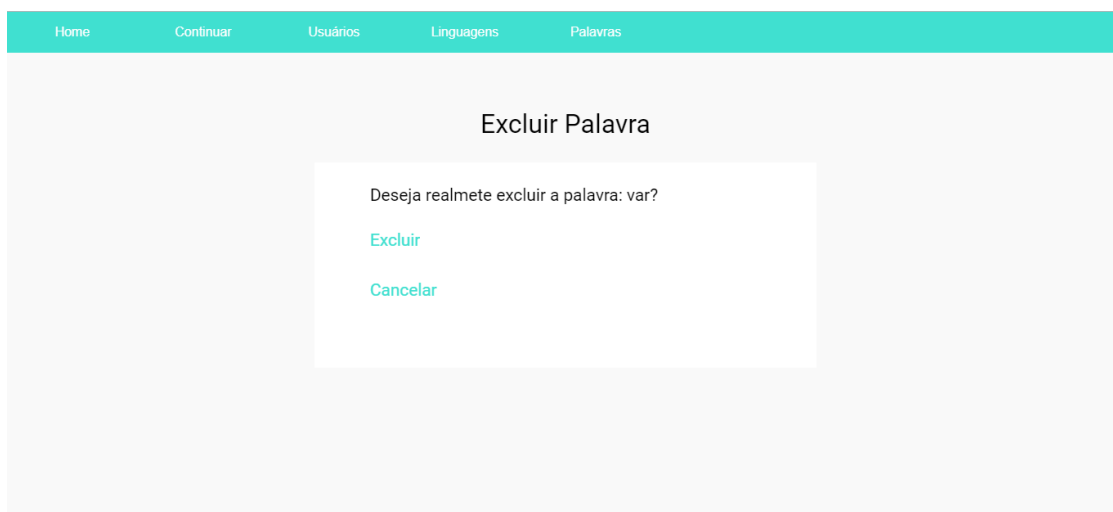 Home Continuar Usuários Linguagens Palavras
Excluir Palavra
Deseja realmete excluir a palavra: var?
Excluir
Cancelar